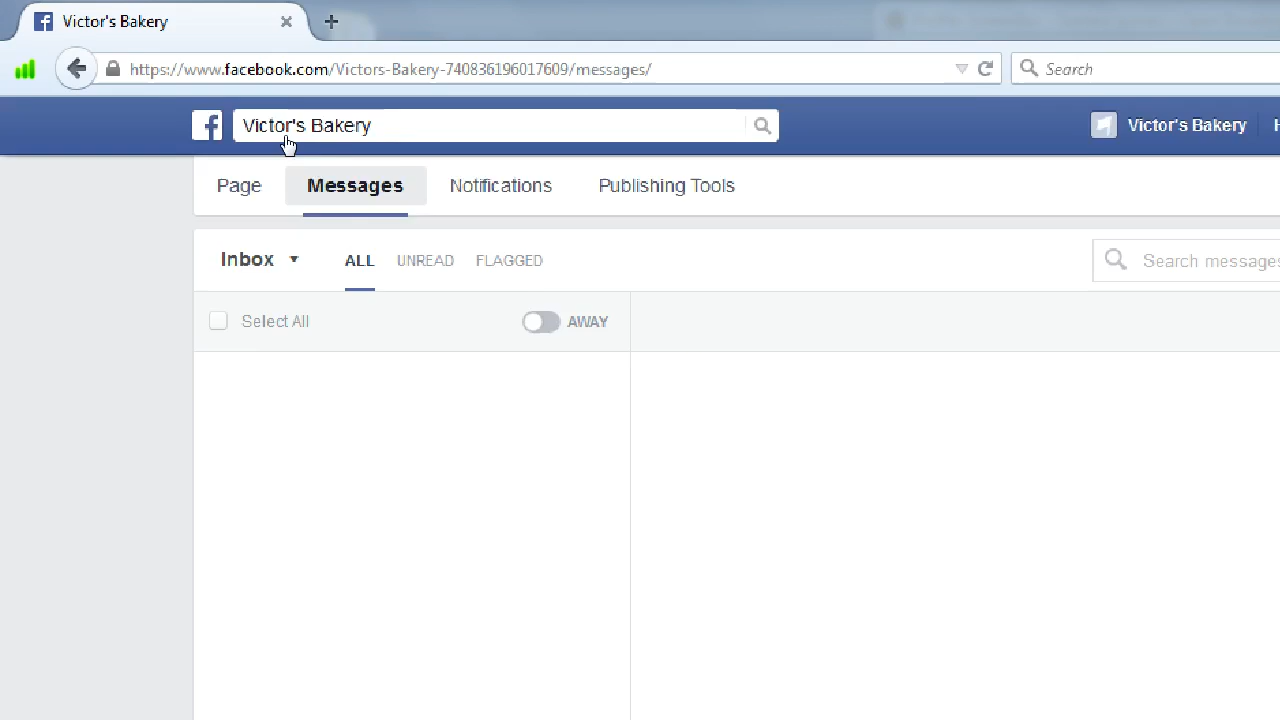 Victor's Bakery
https://www.facebook.com/Victors-Bakery-740836196017609/messages/
Search
Victor's Bakery
Victor's Bakery
Page
Messages
Notifications
Publishing Tools
Inbox
ALL
UNREAD
FLAGGED
Search messages
Select All
AWAY